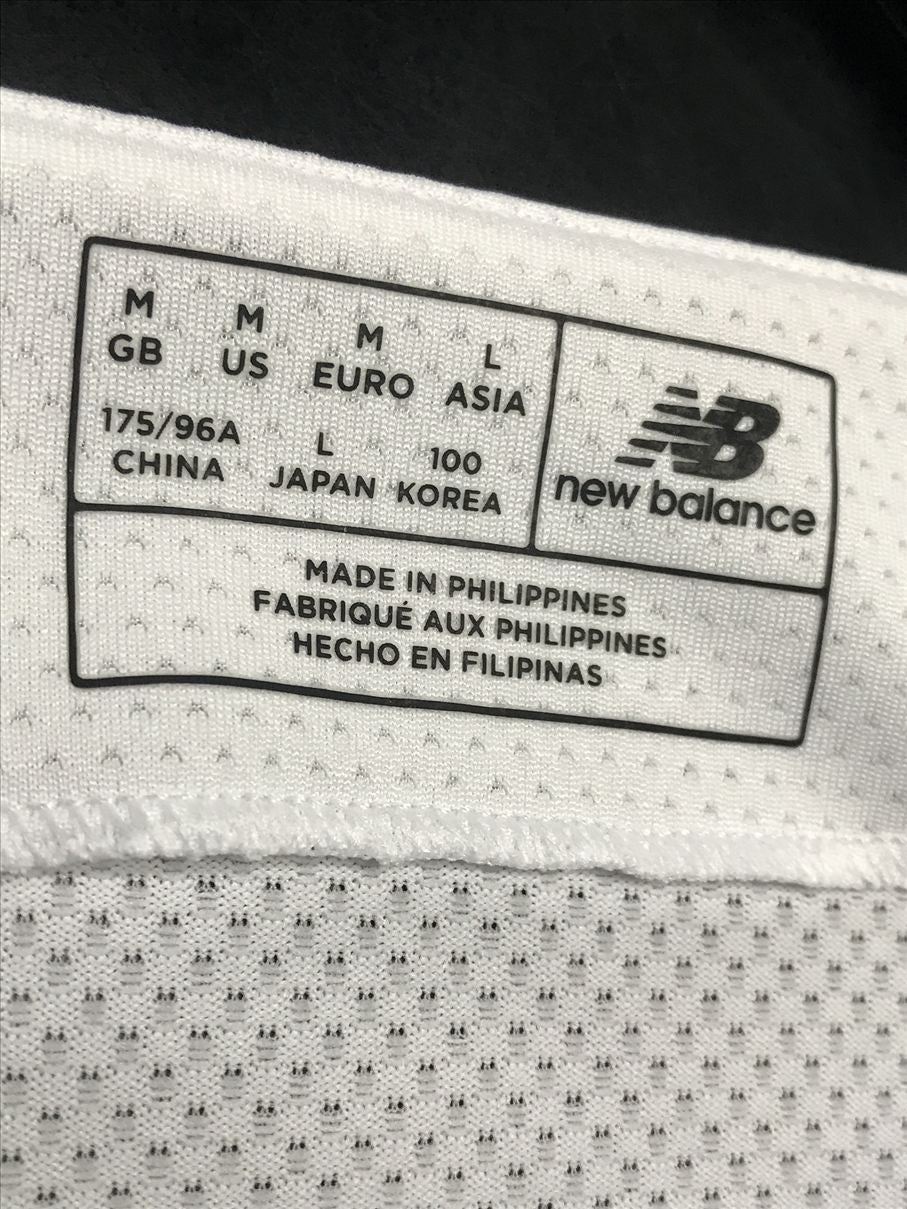 M M M L
GB US EURO ASIA
175/96A L 100
CHINA JAPAN KOREA
NB
new balance
MADE IN PHILIPPINES
FABRIQUÉ AUX PHILIPPINES
HECHO EN FILIPINAS